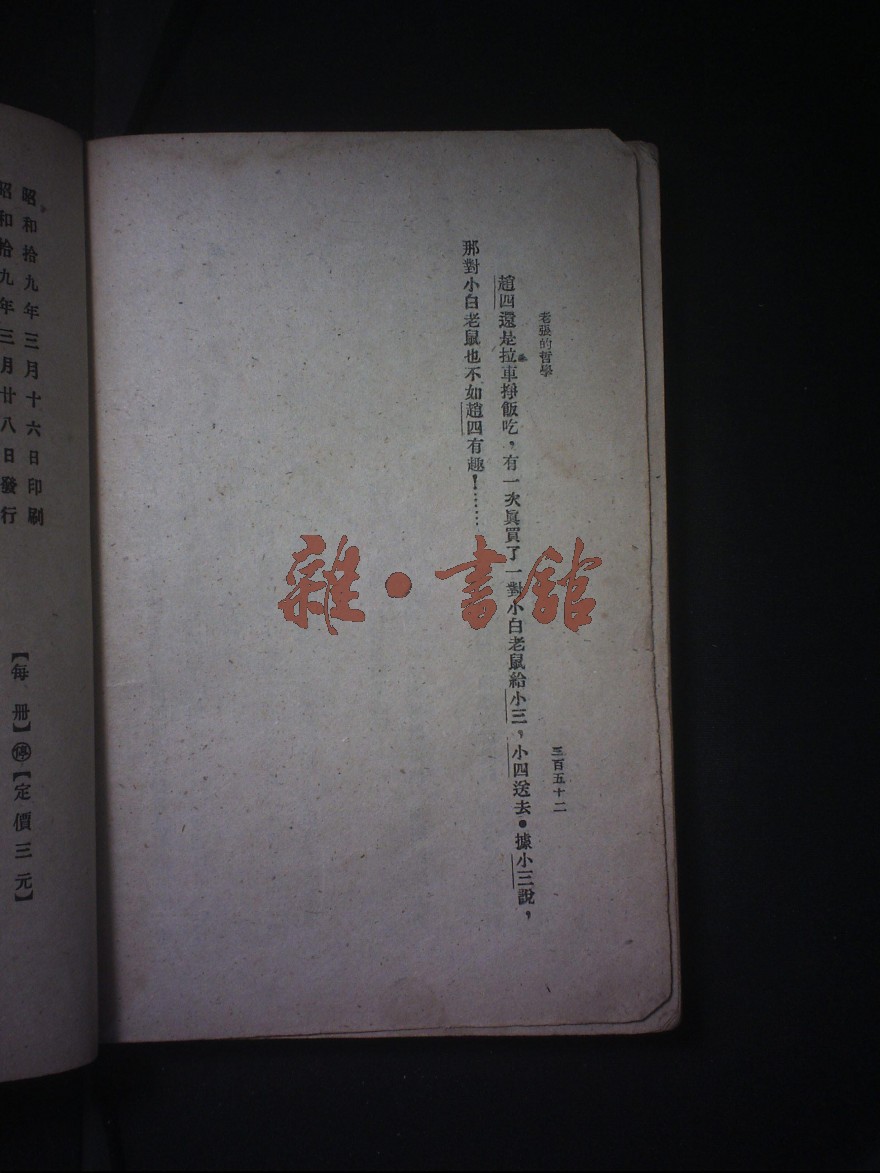 老張的哲學
三百五十二
趙四還是拉車掙飯吃，有一次眞買了一對小白老鼠給小三，小四送去●據小三說，
那對小白老鼠也不如趙四有趣！……
雜●書舘
昭和拾九年三月十六日印刷
昭和拾九年三月廿八日發行
【每册】㊡【定價三元】